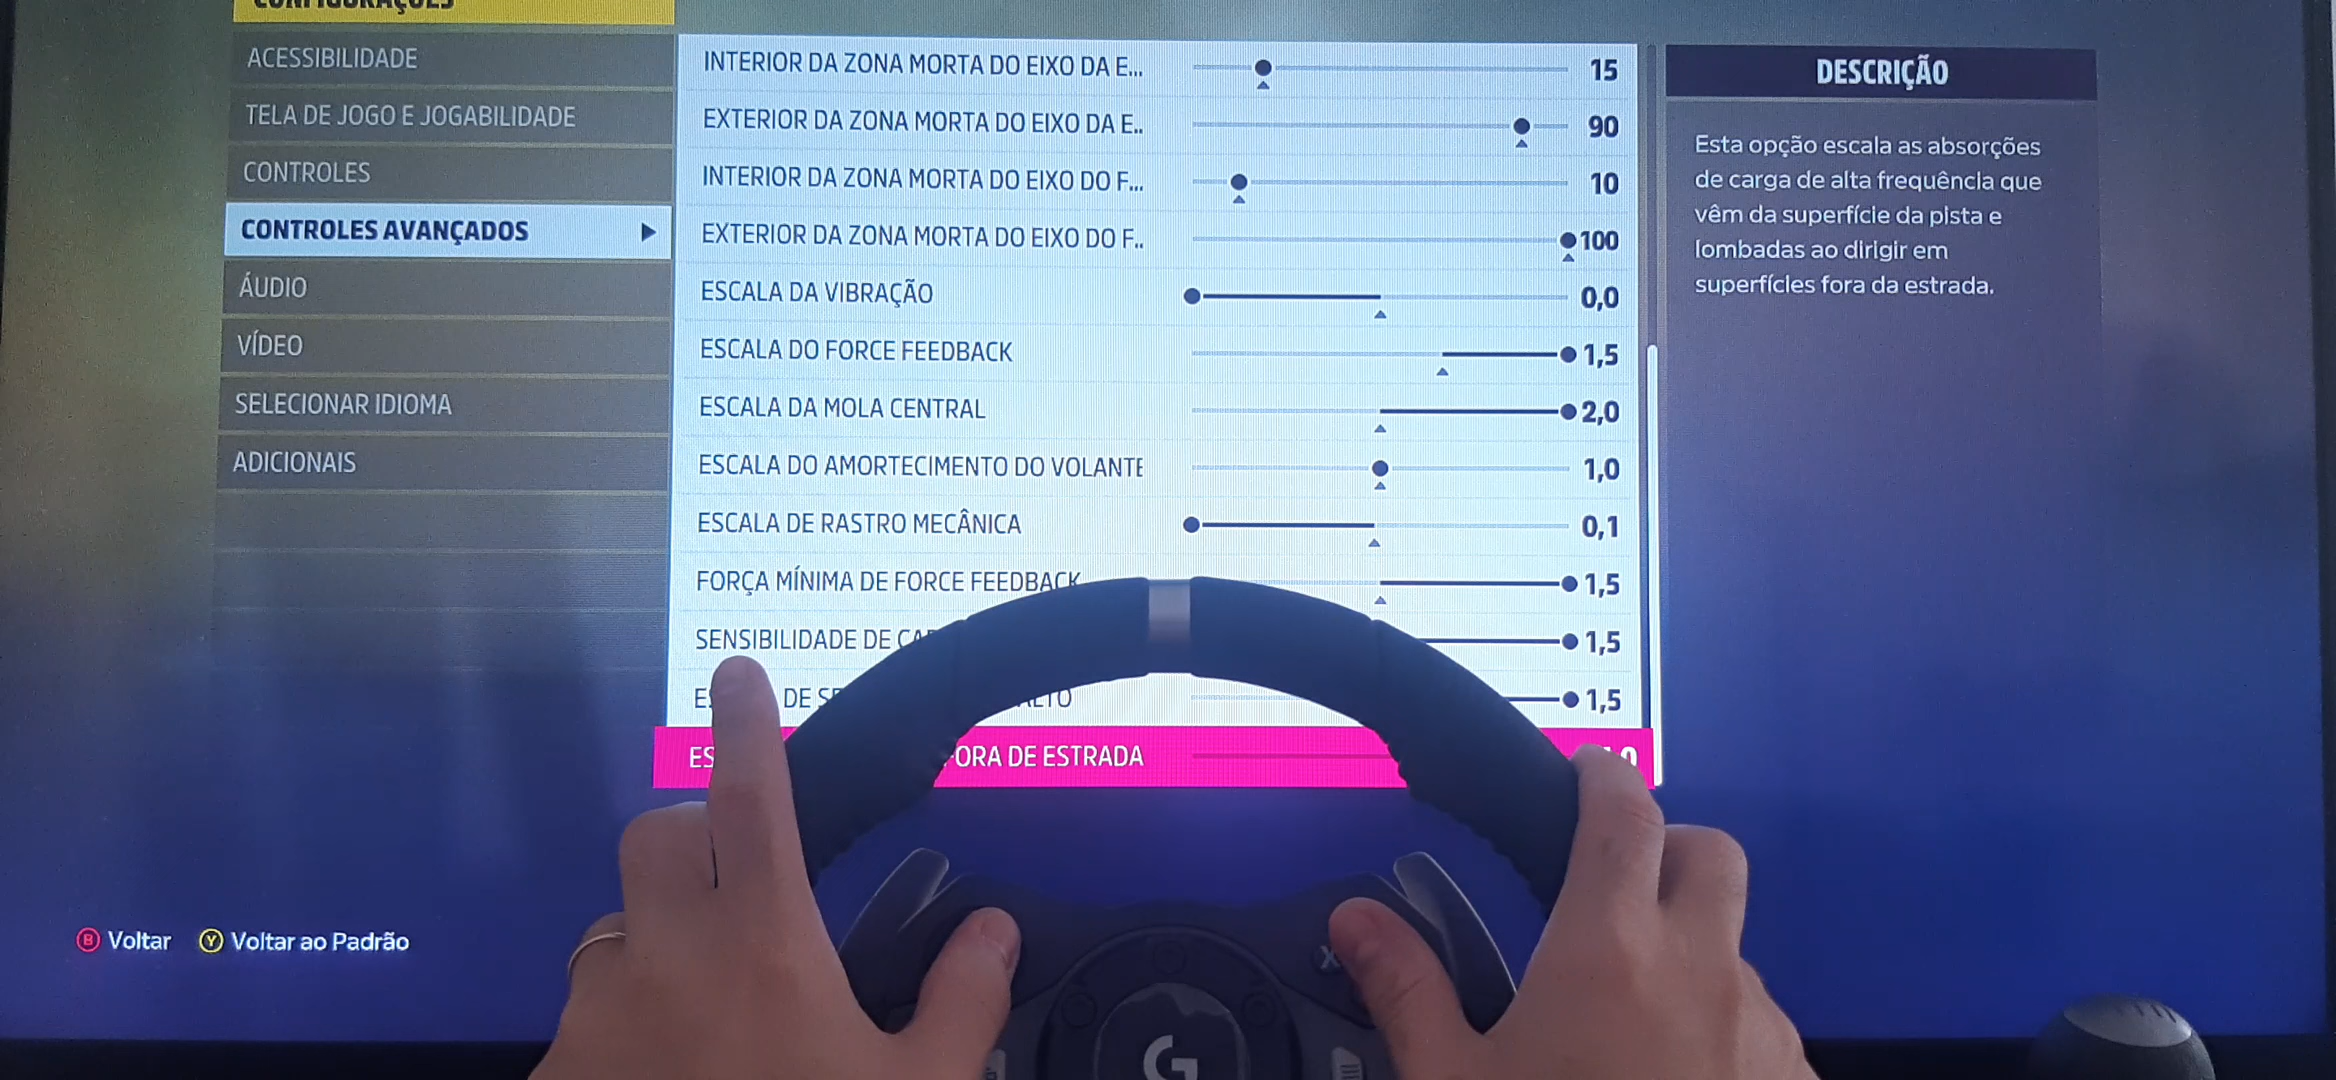 CONFIGURAÇÕES
ACESSIBILIDADE
TELA DE JOGO E JOGABILIDADE
CONTROLES
CONTROLES AVANÇADOS
ÁUDIO
VÍDEO
SELECIONAR IDIOMA
ADICIONAIS
INTERIOR DA ZONA MORTA DO EIXO DA E... 15
EXTERIOR DA ZONA MORTA DO EIXO DA E.. 90
INTERIOR DA ZONA MORTA DO EIXO DO F... 10
EXTERIOR DA ZONA MORTA DO EIXO DO F.. 100
ESCALA DA VIBRAÇÃO 0,0
ESCALA DO FORCE FEEDBACK 1,5
ESCALA DA MOLA CENTRAL 2,0
ESCALA DO AMORTECIMENTO DO VOLANTE 1,0
ESCALA DE RASTRO MECÂNICA 0,1
FORÇA MÍNIMA DE FORCE FEEDBACK 1,5
SENSIBILIDADE DE 1,5
DE 1,5
FORA DE ESTRADA
DESCRIÇÃO
Esta opção escala as absorções
de carga de alta frequência que
vêm da superfície da pista e
lombadas ao dirigir em
superfícies fora da estrada.
B Voltar Y Voltar ao Padrão
X
G